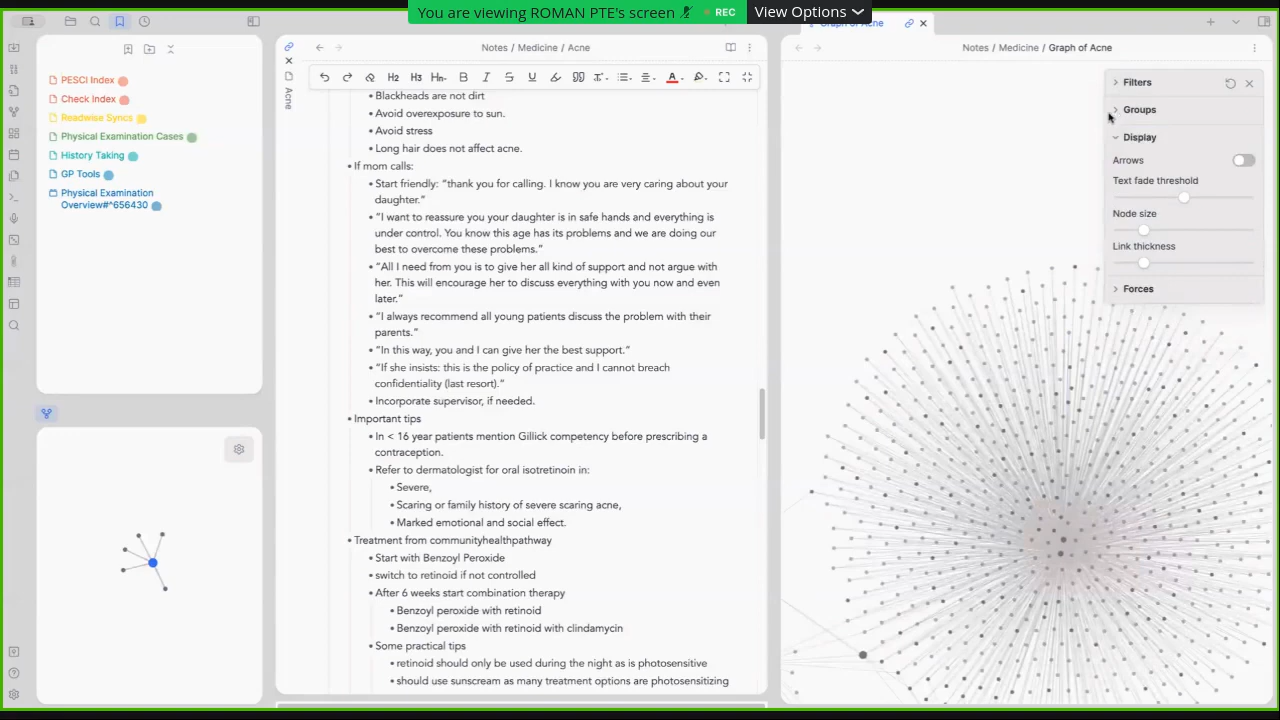 You are viewing ROMAN PTE's screen
REC
View Options
Graph of Acne
PESCI Index
Check Index
Readwise Syncs
Physical Examination Cases
History Taking
GP Tools
Physical Examination
Overview#^656430
Acne
Notes / Medicine / Acne
H2 H3 Hn B I S U A
• Blackheads are not dirt
• Avoid overexposure to sun.
• Avoid stress
• Long hair does not affect acne.
• If mom calls:
• Start friendly: “thank you for calling. I know you are very caring about your
daughter.”
• “I want to reassure you your daughter is in safe hands and everything is
under control. You know this age has its problems and we are doing our
best to overcome these problems.”
• “All I need from you is to give her all kind of support and not argue with
her. This will encourage her to discuss everything with you now and even
later.”
• “I always recommend all young patients discuss the problem with their
parents.”
• “In this way, you and I can give her the best support.”
• “If she insists: this is the policy of practice and I cannot breach
confidentiality (last resort).”
• Incorporate supervisor, if needed.
• Important tips
• In < 16 year patients mention Gillick competency before prescribing a
contraception.
• Refer to dermatologist for oral isotretinoin in:
• Severe,
• Scaring or family history of severe scaring acne,
• Marked emotional and social effect.
• Treatment from communityhealthpathway
• Start with Benzoyl Peroxide
• switch to retinoid if not controlled
• After 6 weeks start combination therapy
• Benzoyl peroxide with retinoid
• Benzoyl peroxide with retinoid with clindamycin
• Some practical tips
• retinoid should only be used during the night as is photosensitive
• should use sunscream as many treatment options are photosensitizing
Notes / Medicine / Graph of Acne
Filters
Groups
Display
Arrows
Text fade threshold
Node size
Link thickness
Forces